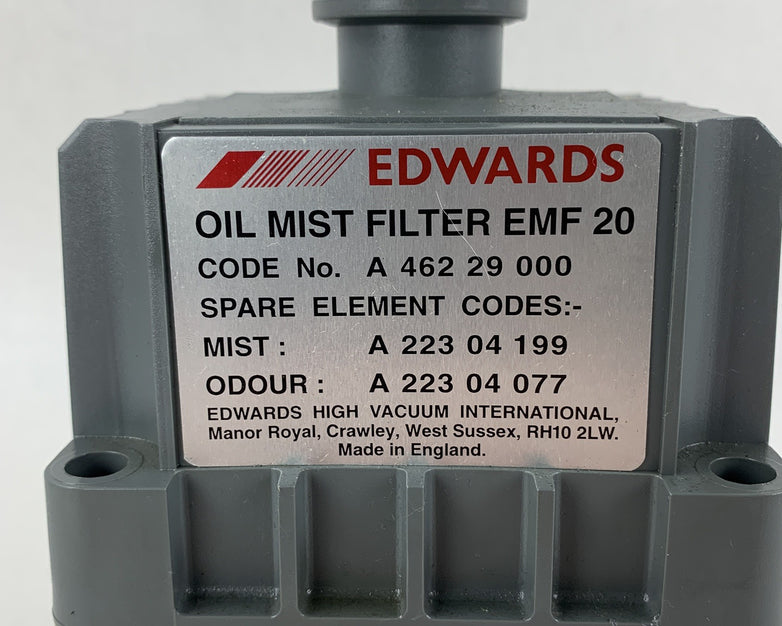 EDWARDS
OIL MIST FILTER EMF 20
CODE No. A 462 29 000
SPARE ELEMENT CODES:-
MIST : A 223 04 199
ODOUR : A 223 04 077
EDWARDS HIGH VACUUM INTERNATIONAL,
Manor Royal, Crawley, West Sussex, RH10 2LW.
Made in England.